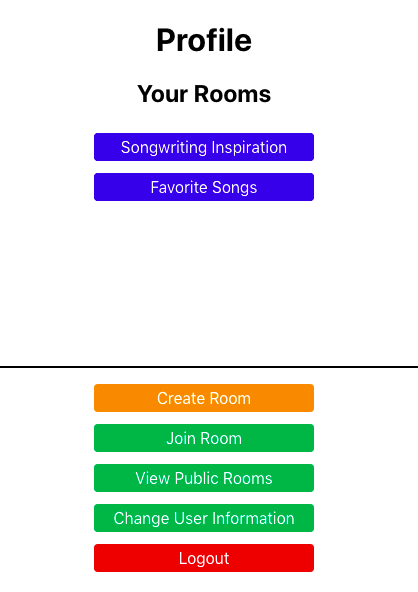 Profile
Your Rooms
Songwriting Inspiration
Favorite Songs
Create Room
Join Room
View Public Rooms
Change User Information
Logout